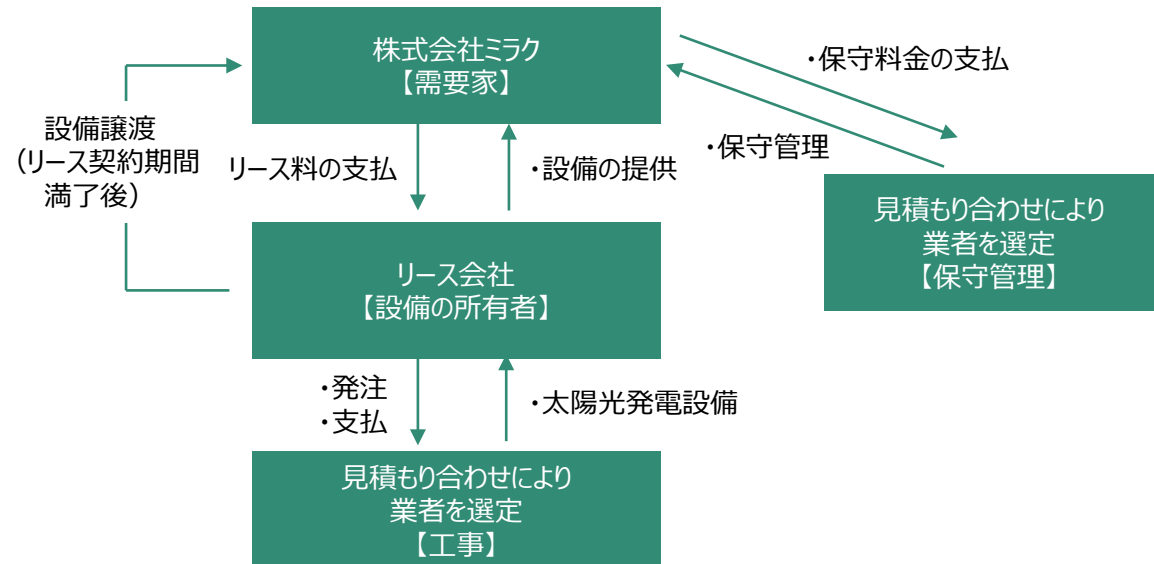 株式会社ミラク
【需要家】
・保守料金の支払
・保守管理
設備譲渡
(リース契約期間
満了後)
リース料の支払
・設備の提供
見積もり合わせにより
業者を選定
【保守管理】
リース会社
【設備の所有者】
・発注
・支払
・太陽光発電設備
見積もり合わせにより
業者を選定
【工事】